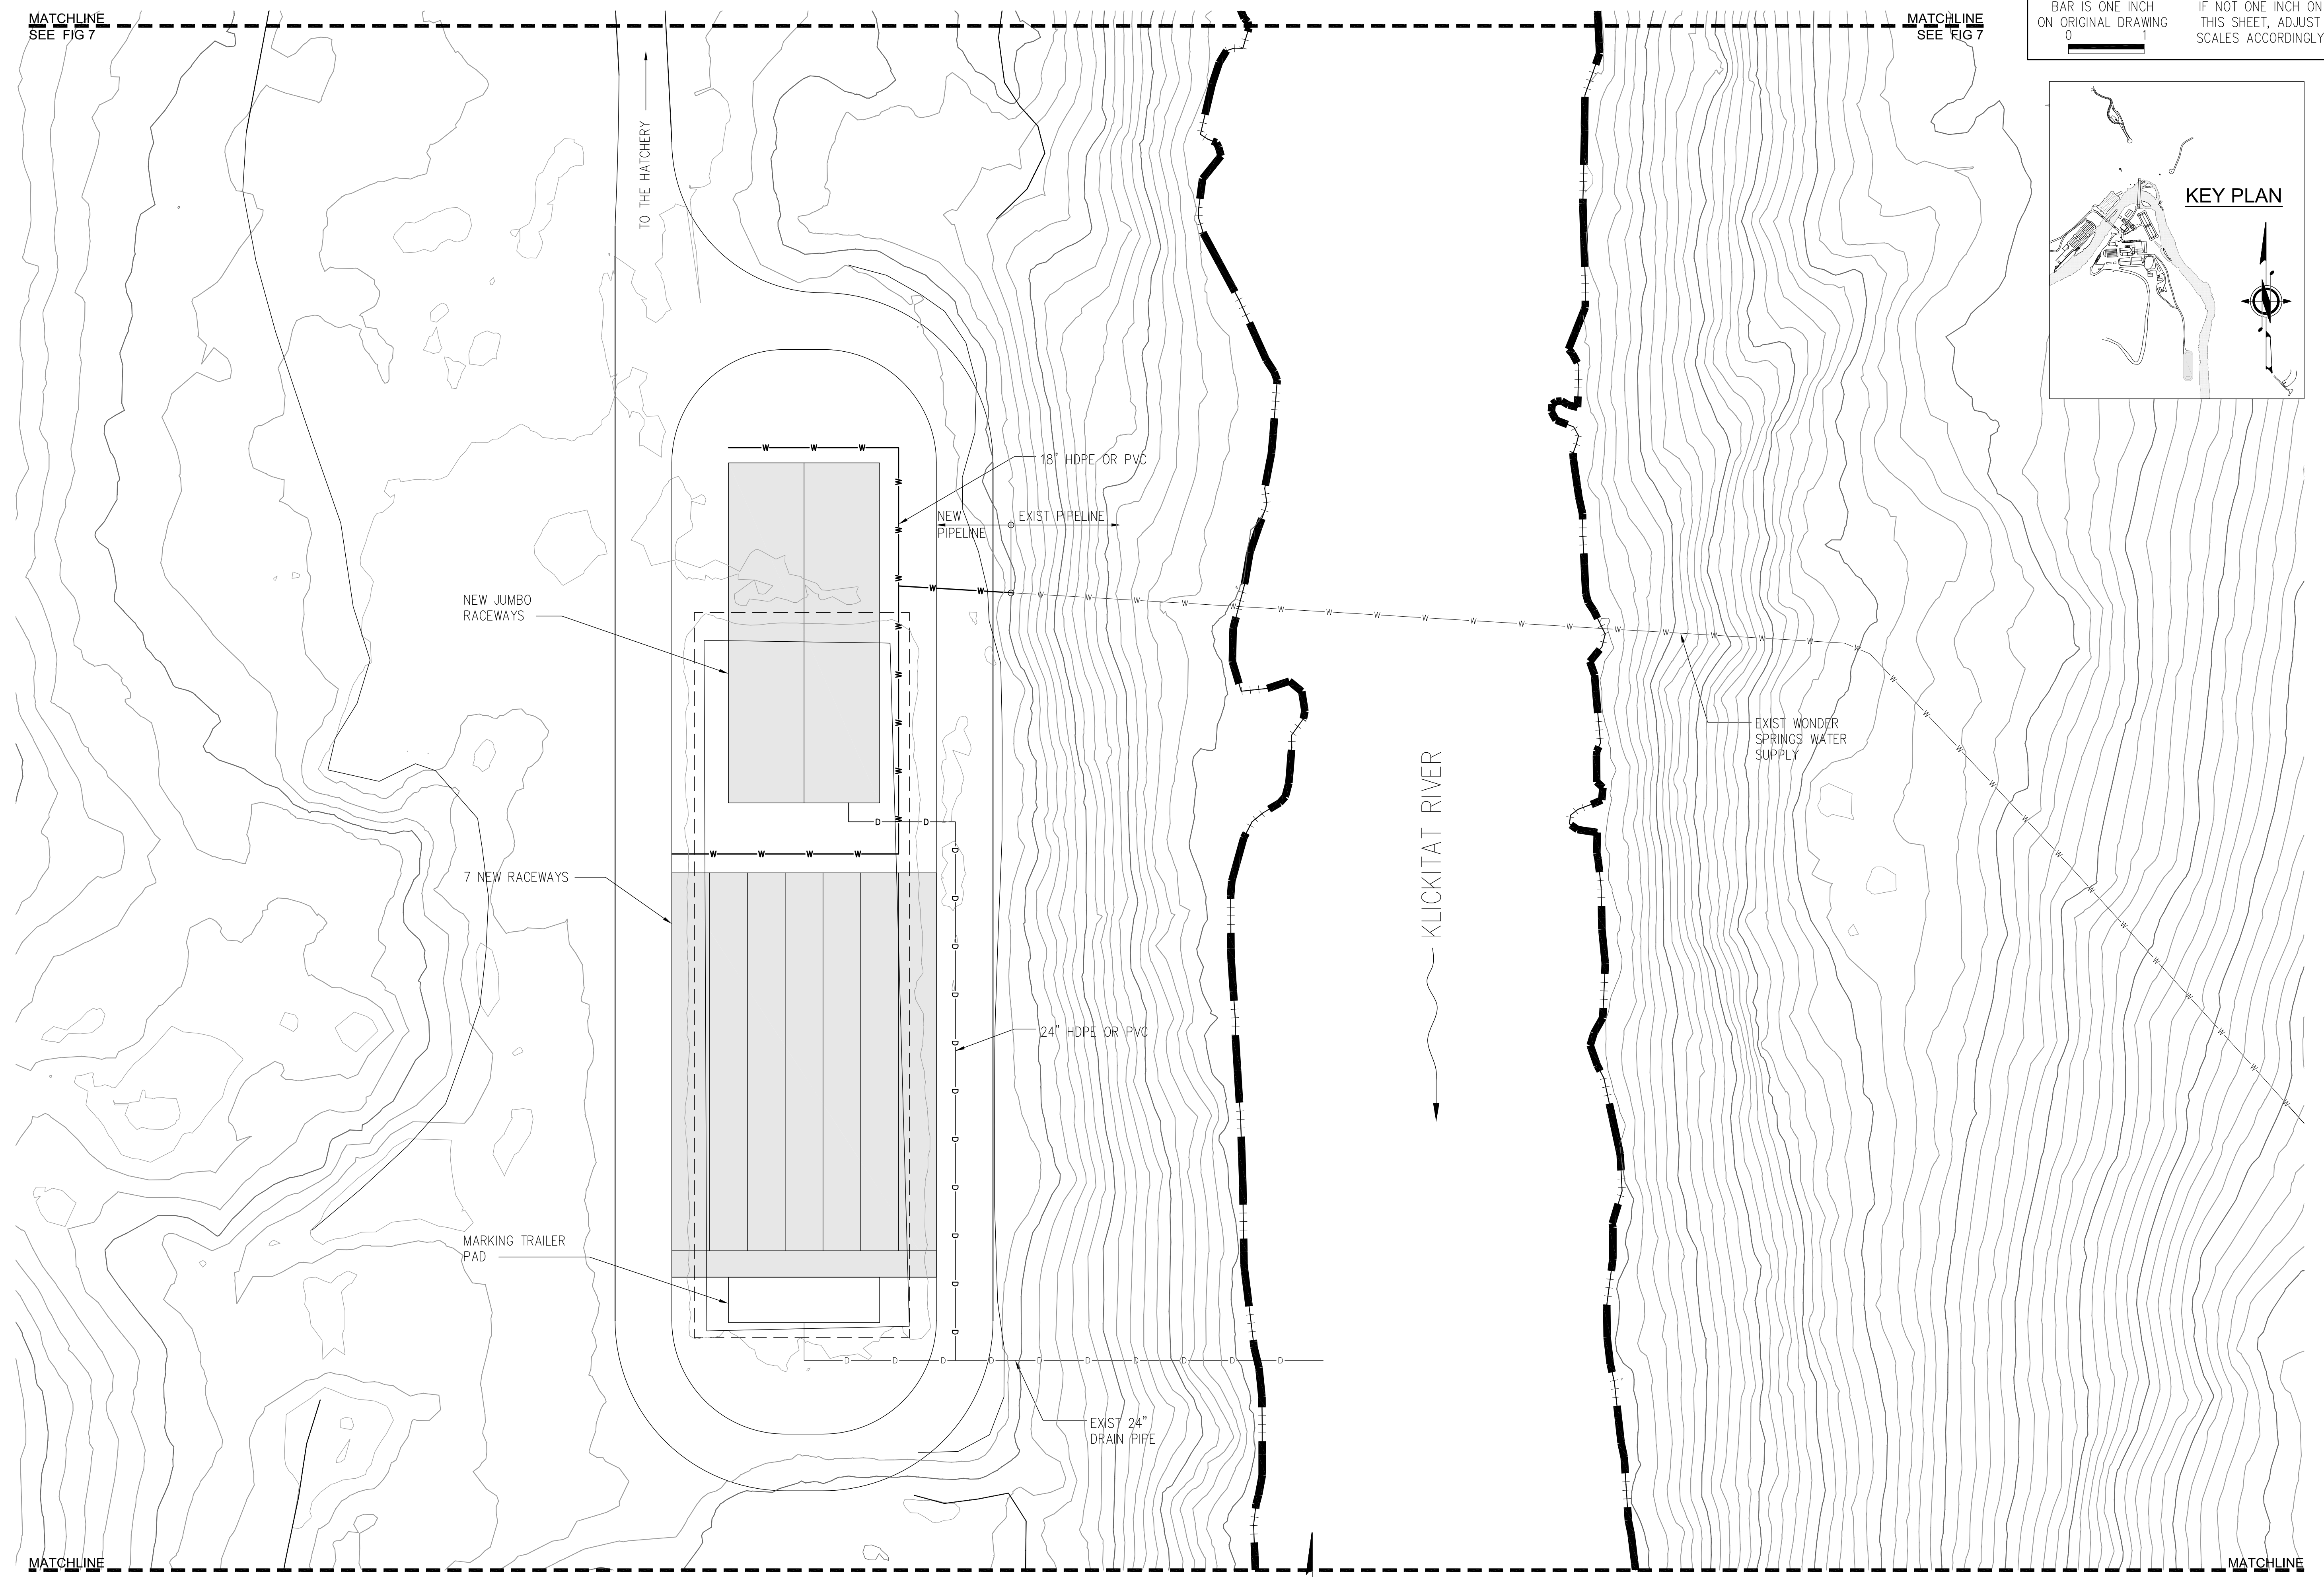 MATCHLINE
SEE FIG 7
MATCHLINE
SEE FIG 7
BAR IS ONE INCH
ON ORIGINAL DRAWING
0 1
IF NOT ONE INCH ON
THIS SHEET, ADJUST
SCALES ACCORDINGLY
KEY PLAN
TO THE HATCHERY
18" HDPE OR PVC
NEW
PIPELINE
EXIST PIPELINE
NEW JUMBO
RACEWAYS
EXIST WONDER
SPRINGS WATER
SUPPLY
KLICKITAT RIVER
7 NEW RACEWAYS
24" HDPE OR PVC
MARKING TRAILER
PAD
EXIST 24"
DRAIN PIPE
W W W W W W W W W W W W W W W W W W W W W W W W W W W W W W W W W W W W W W W W W W W W W W
D D D D D D D D D D D D D D D D D D D D D D D
MATCHLINE
MATCHLINE